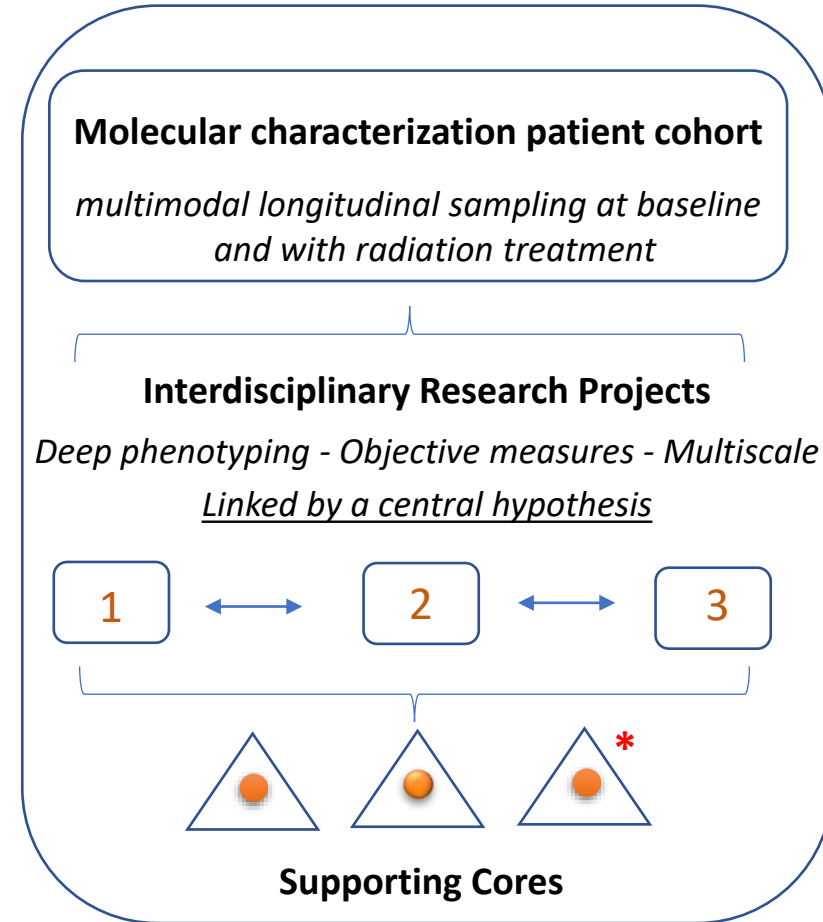 Molecular characterization patient cohort
multimodal longitudinal sampling at baseline
and with radiation treatment
Interdisciplinary Research Projects
Deep phenotyping - Objective measures - Multiscale
Linked by a central hypothesis
1 2 3
*
Supporting Cores